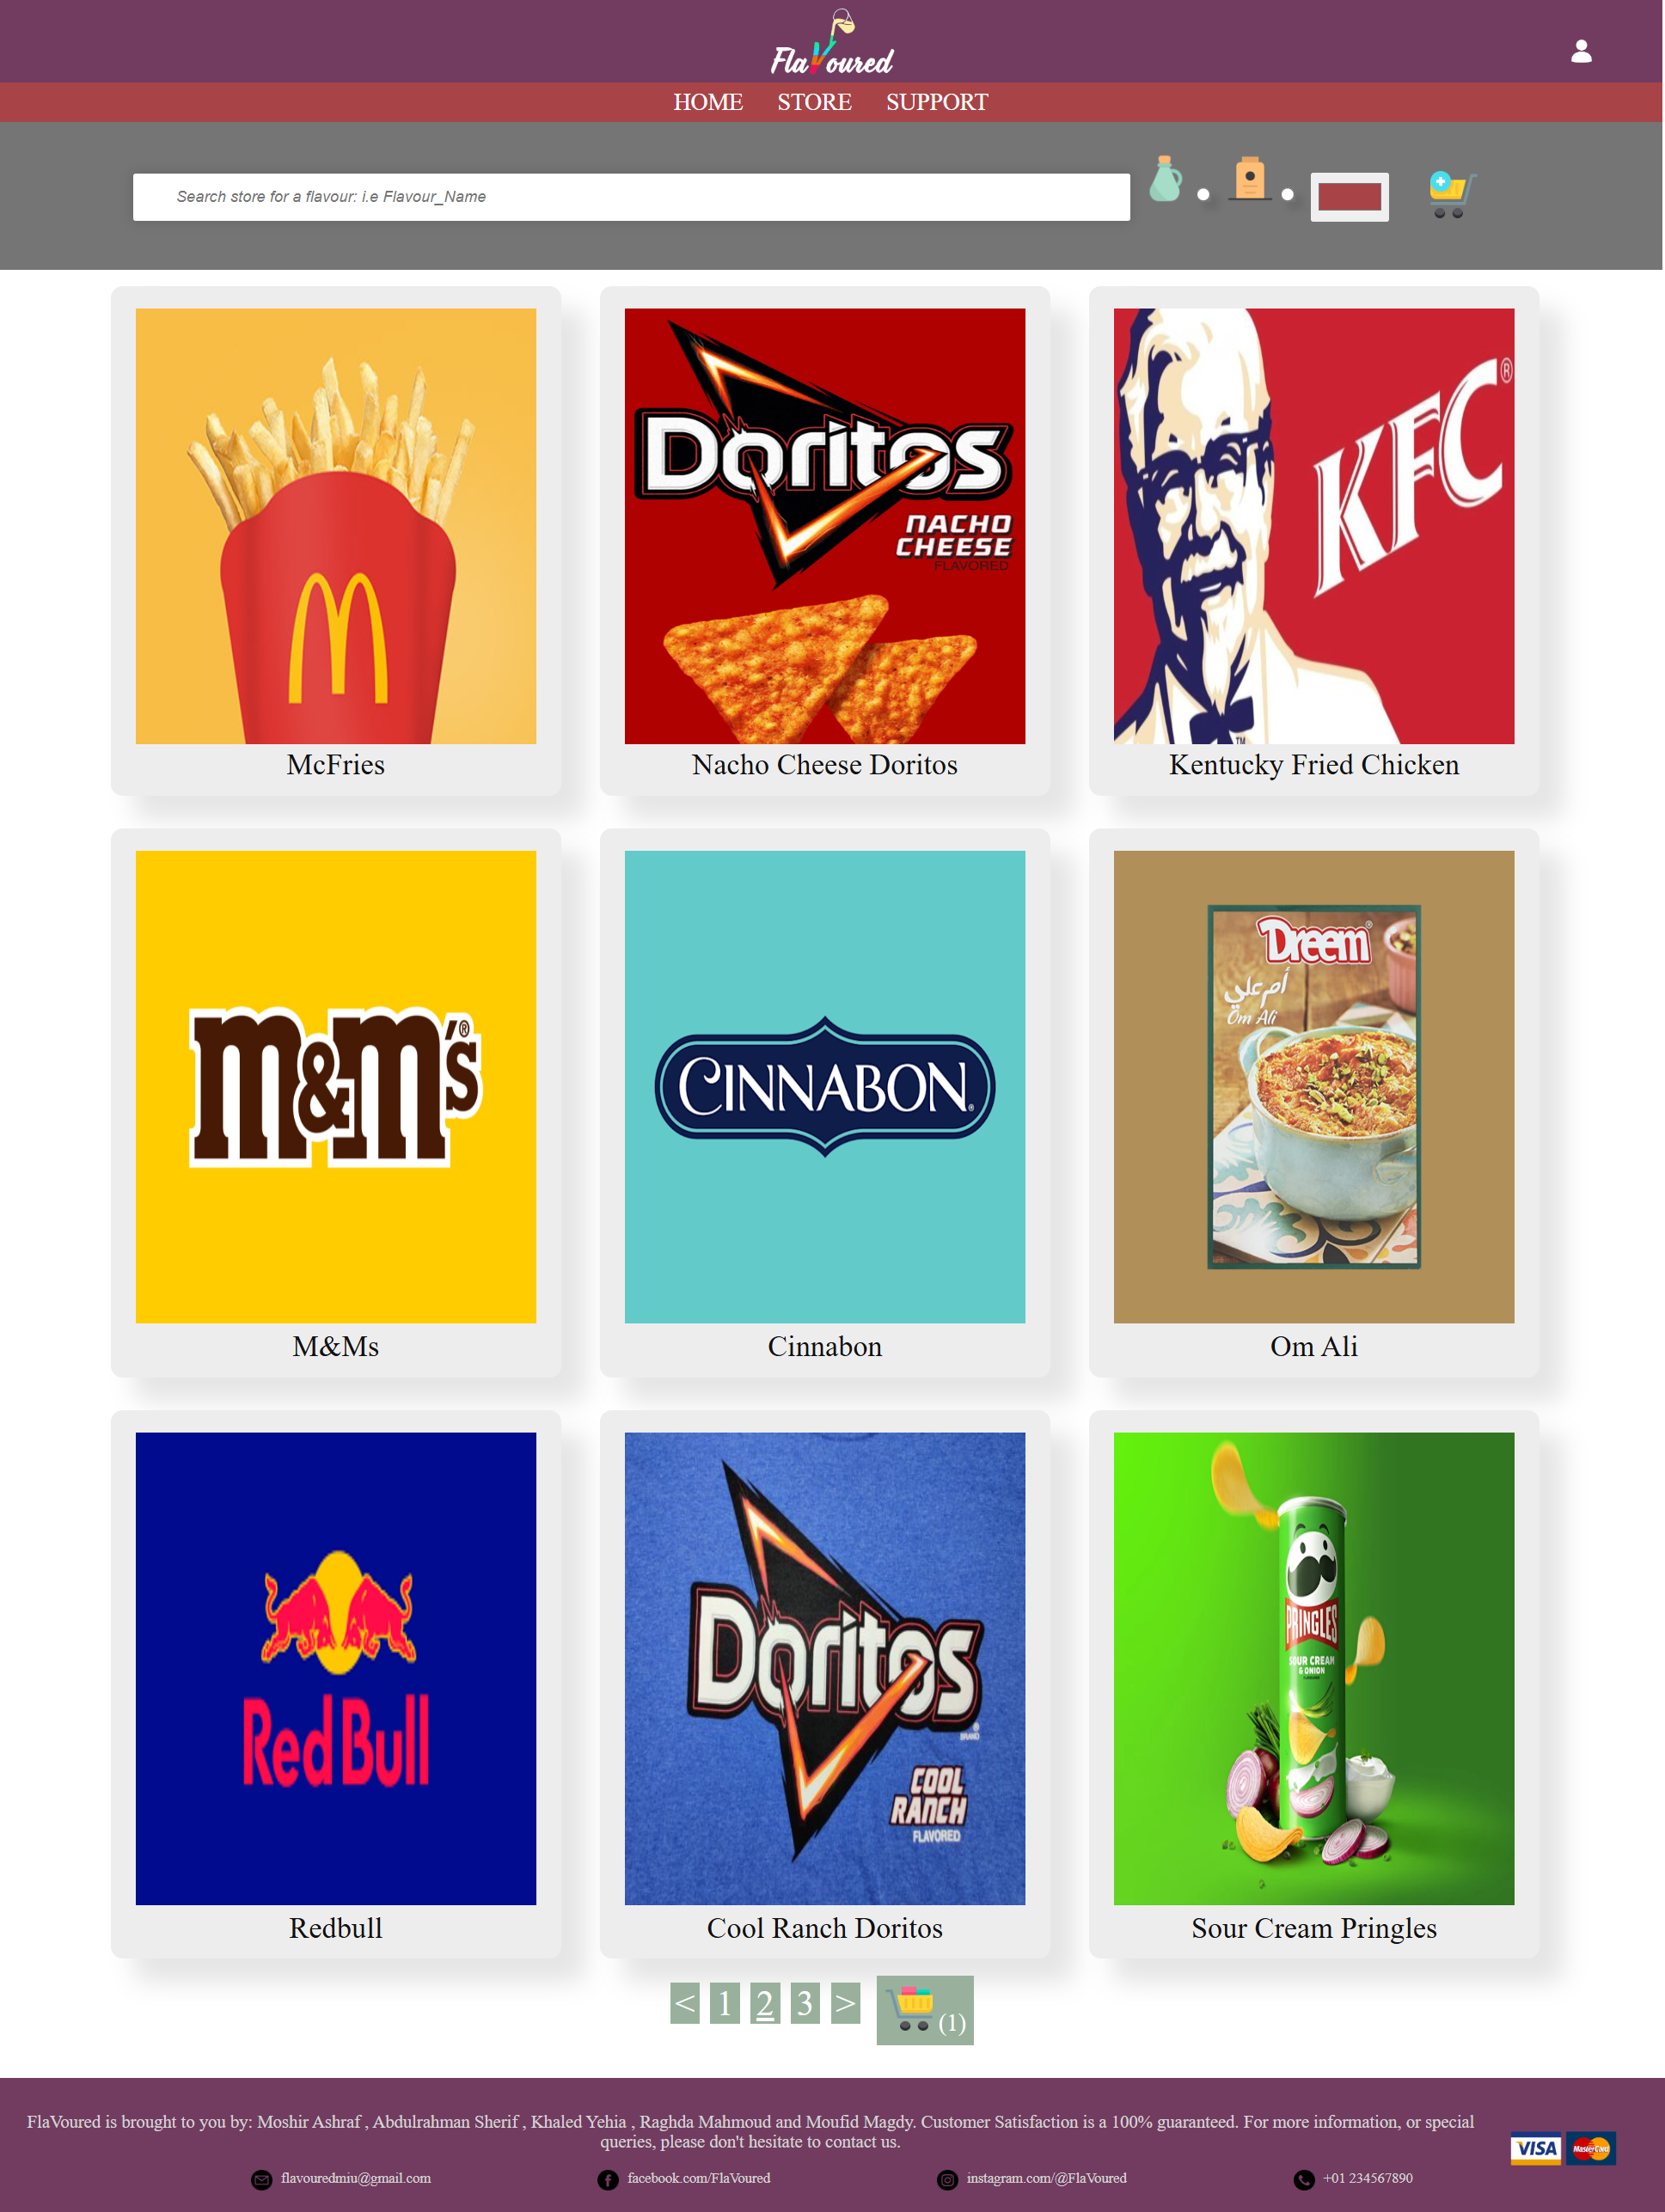 FlaVoured
HOME STORE SUPPORT
Search store for a flavour: i.e Flavour_Name
Doritos
NACHO
CHEESE
FLAVORED
KFC®
TM
McFries
Nacho Cheese Doritos
Kentucky Fried Chicken
m&m's®
CINNABON®
Dreem®
أم علي
Om Ali
M&Ms
Cinnabon
Om Ali
Red Bull
Doritos
®
BRAND
COOL
RANCH
FLAVORED
PRINGLES
SOUR CREAM
& ONION
Redbull
Cool Ranch Doritos
Sour Cream Pringles
< 1 2 3 > (1)
FlaVoured is brought to you by: Moshir Ashraf , Abdulrahman Sherif , Khaled Yehia , Raghda Mahmoud and Moufid Magdy. Customer Satisfaction is a 100% guaranteed. For more information, or special
queries, please don't hesitate to contact us.
VISA MasterCard
flavouredmiu@gmail.com facebook.com/FlaVoured instagram.com/@FlaVoured +01 234567890